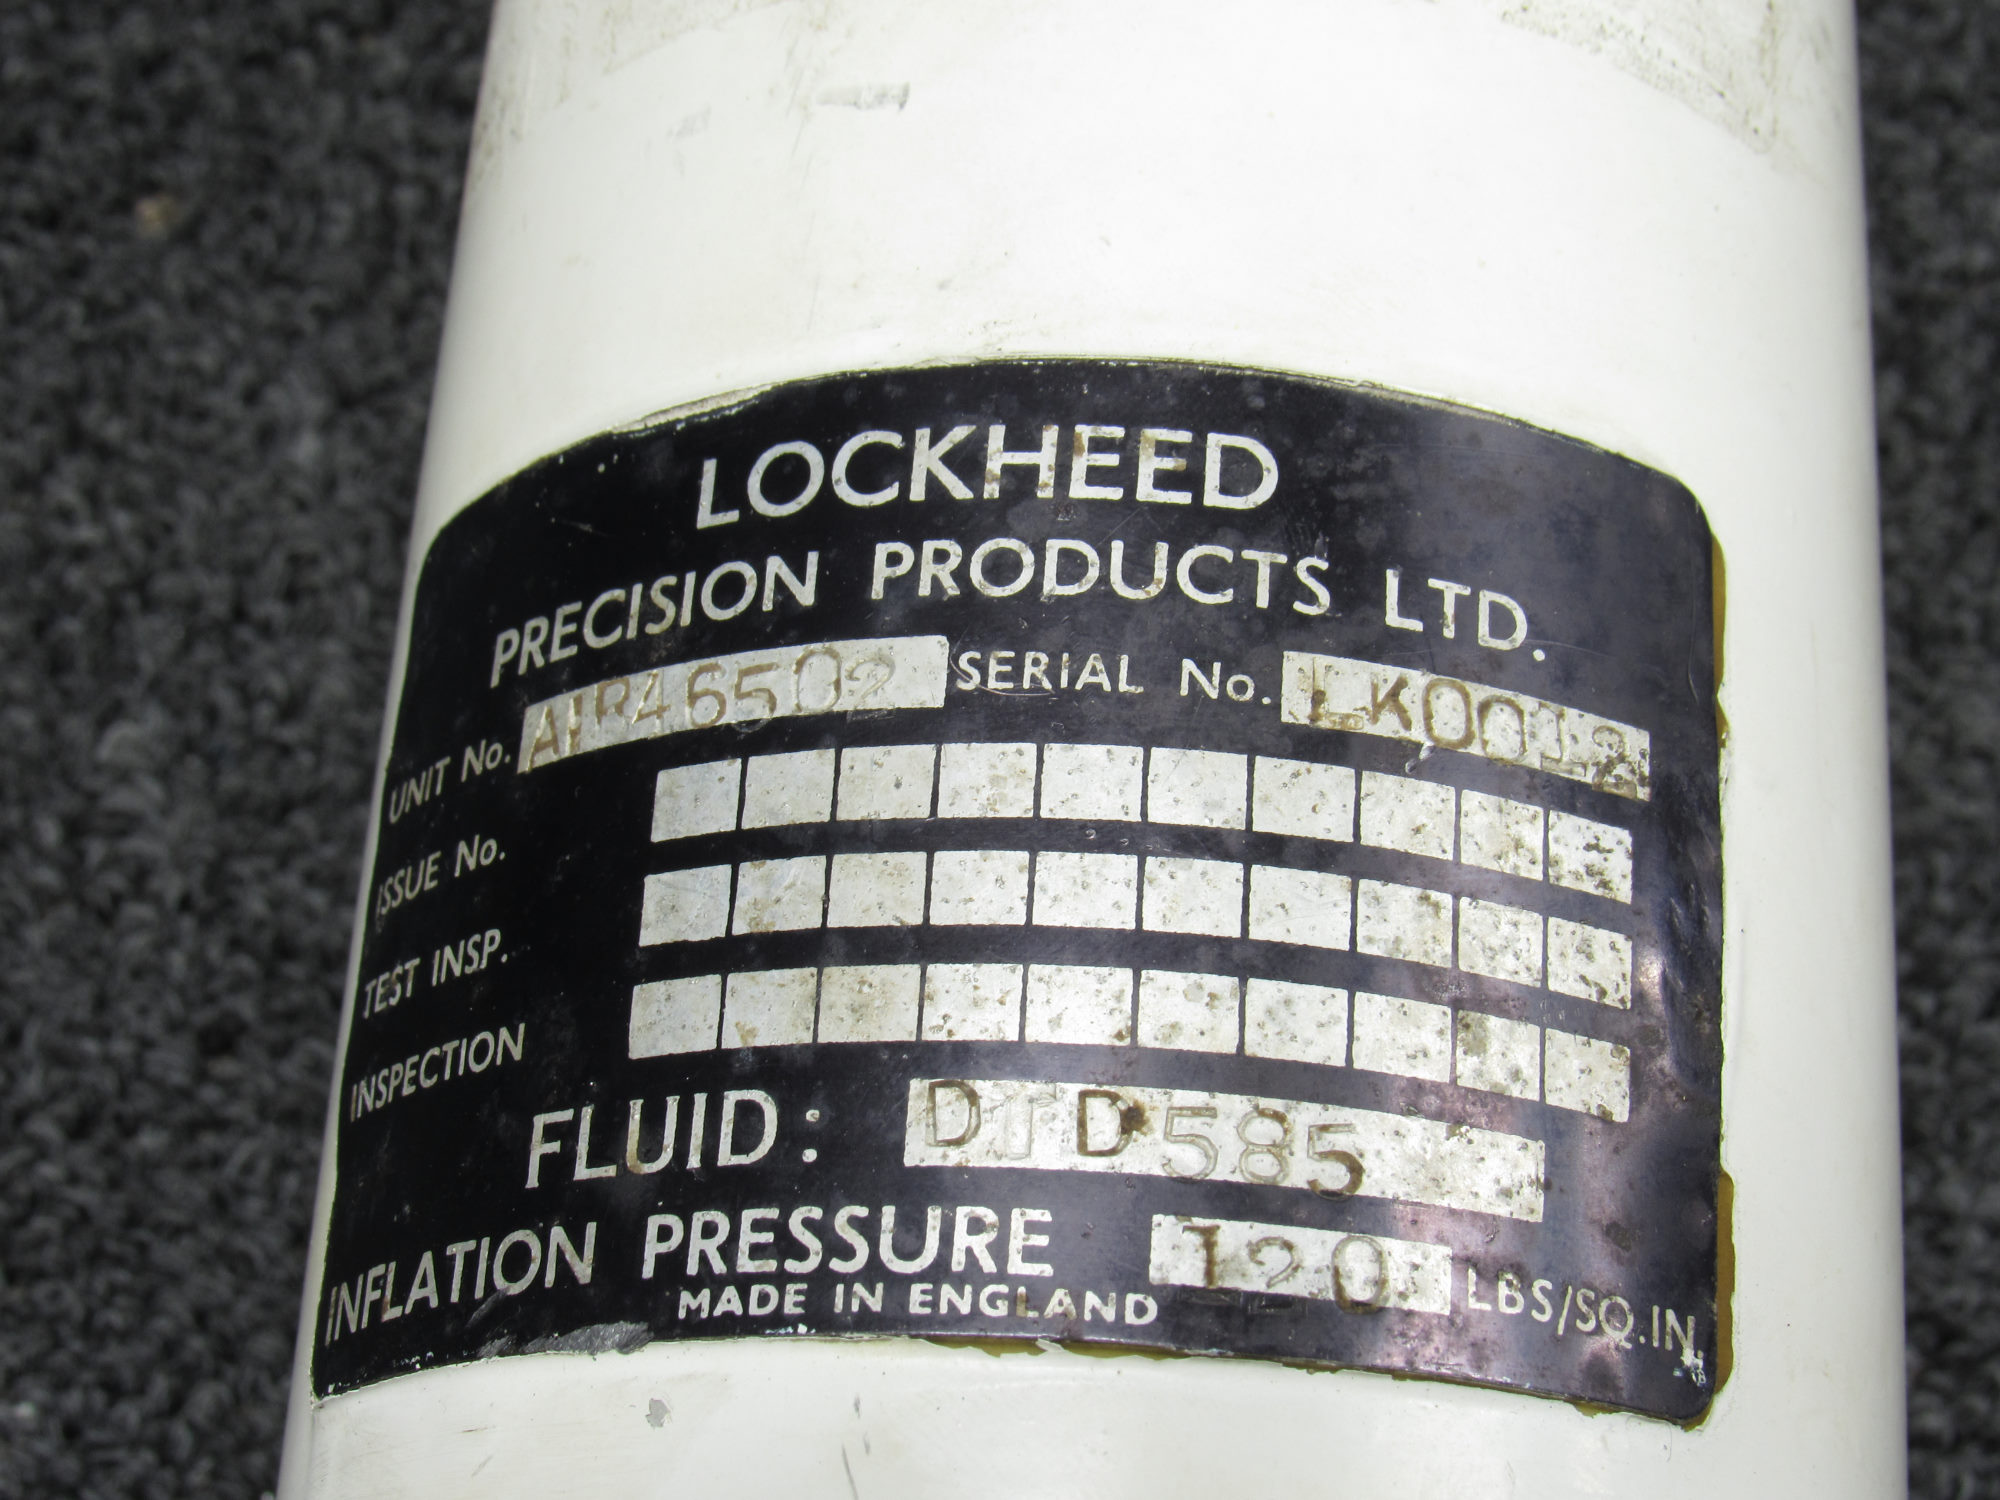 LOCKHEED
PRECISION PRODUCTS LTD.
UNIT No. AIR46502 SERIAL No. LK0012
ISSUE No.
TEST INSP.
INSPECTION
FLUID: DTD585
INFLATION PRESSURE 120 LBS/SQ.IN.
MADE IN ENGLAND